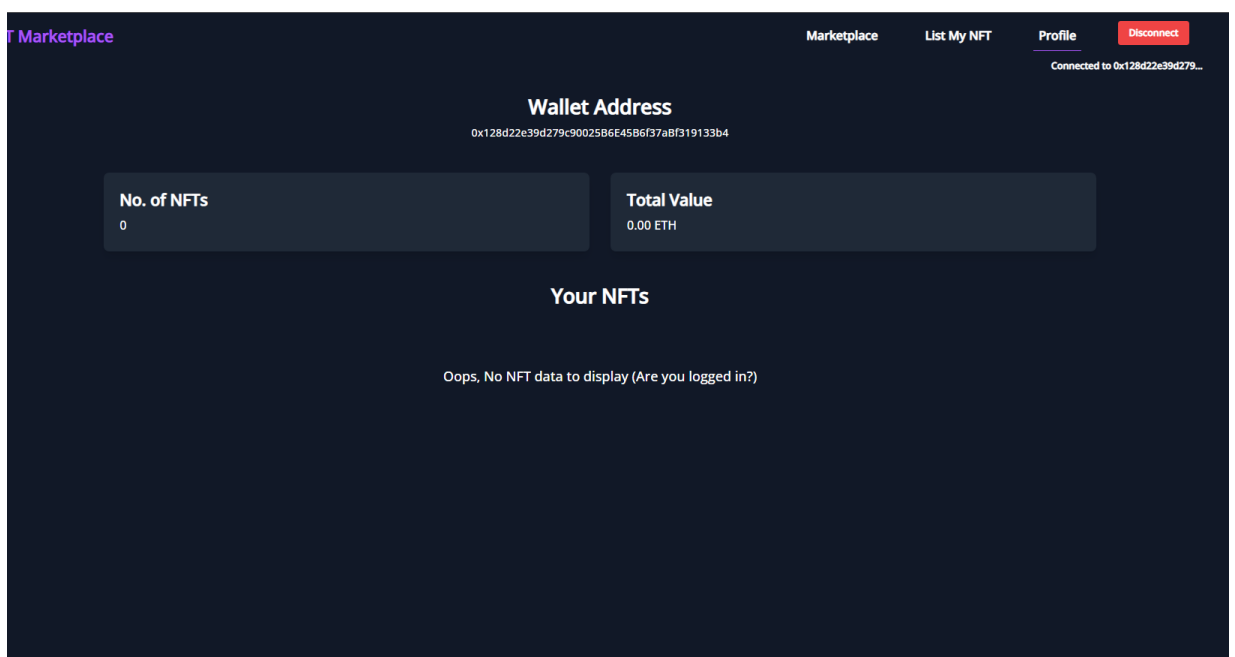 T Marketplace
Marketplace
List My NFT
Profile
Disconnect
Connected to 0x128d22e39d279...
Wallet Address
0x128d22e39d279c90025B6E45B6f37aBf319133b4
No. of NFTs
0
Total Value
0.00 ETH
Your NFTs
Oops, No NFT data to display (Are you logged in?)